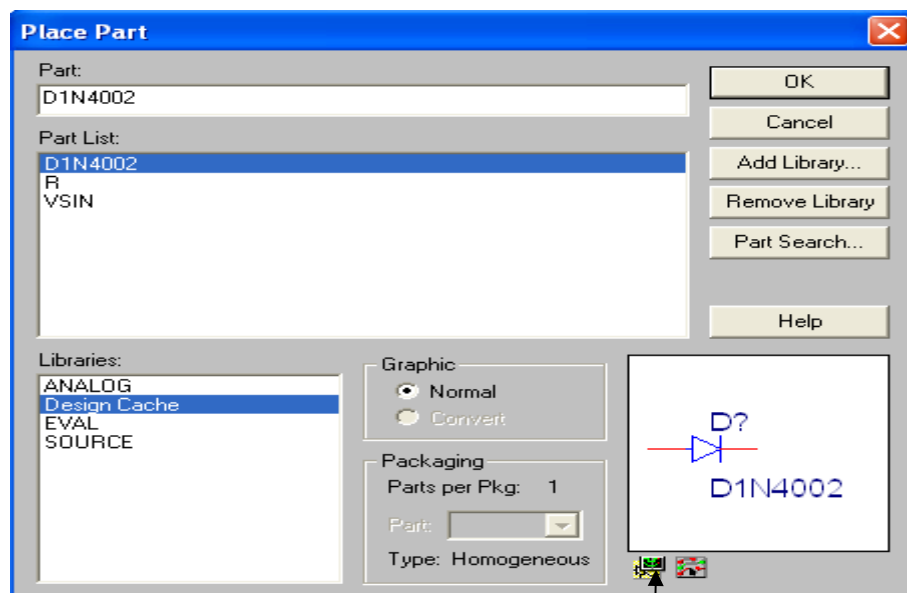 Place Part
Part:
D1N4002
Part List:
D1N4002
R
VSIN
OK
Cancel
Add Library...
Remove Library
Part Search...
Help
Libraries:
ANALOG
Design Cache
EVAL
SOURCE
Graphic
Normal
Convert
Packaging
Parts per Pkg: 1
Part:
Type: Homogeneous
D?
D1N4002